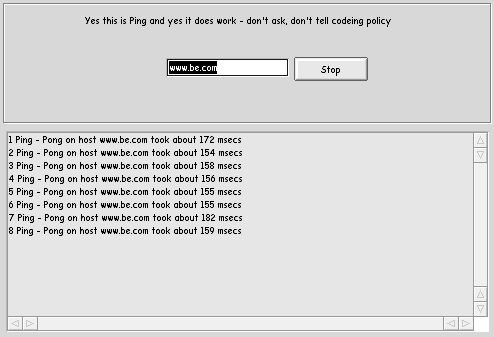 Yes this is Ping and yes it does work - don't ask, don't tell codeing policy
www.be.com
Stop
1 Ping - Pong on host www.be.com took about 172 msecs
2 Ping - Pong on host www.be.com took about 154 msecs
3 Ping - Pong on host www.be.com took about 158 msecs
4 Ping - Pong on host www.be.com took about 156 msecs
5 Ping - Pong on host www.be.com took about 155 msecs
6 Ping - Pong on host www.be.com took about 155 msecs
7 Ping - Pong on host www.be.com took about 182 msecs
8 Ping - Pong on host www.be.com took about 159 msecs